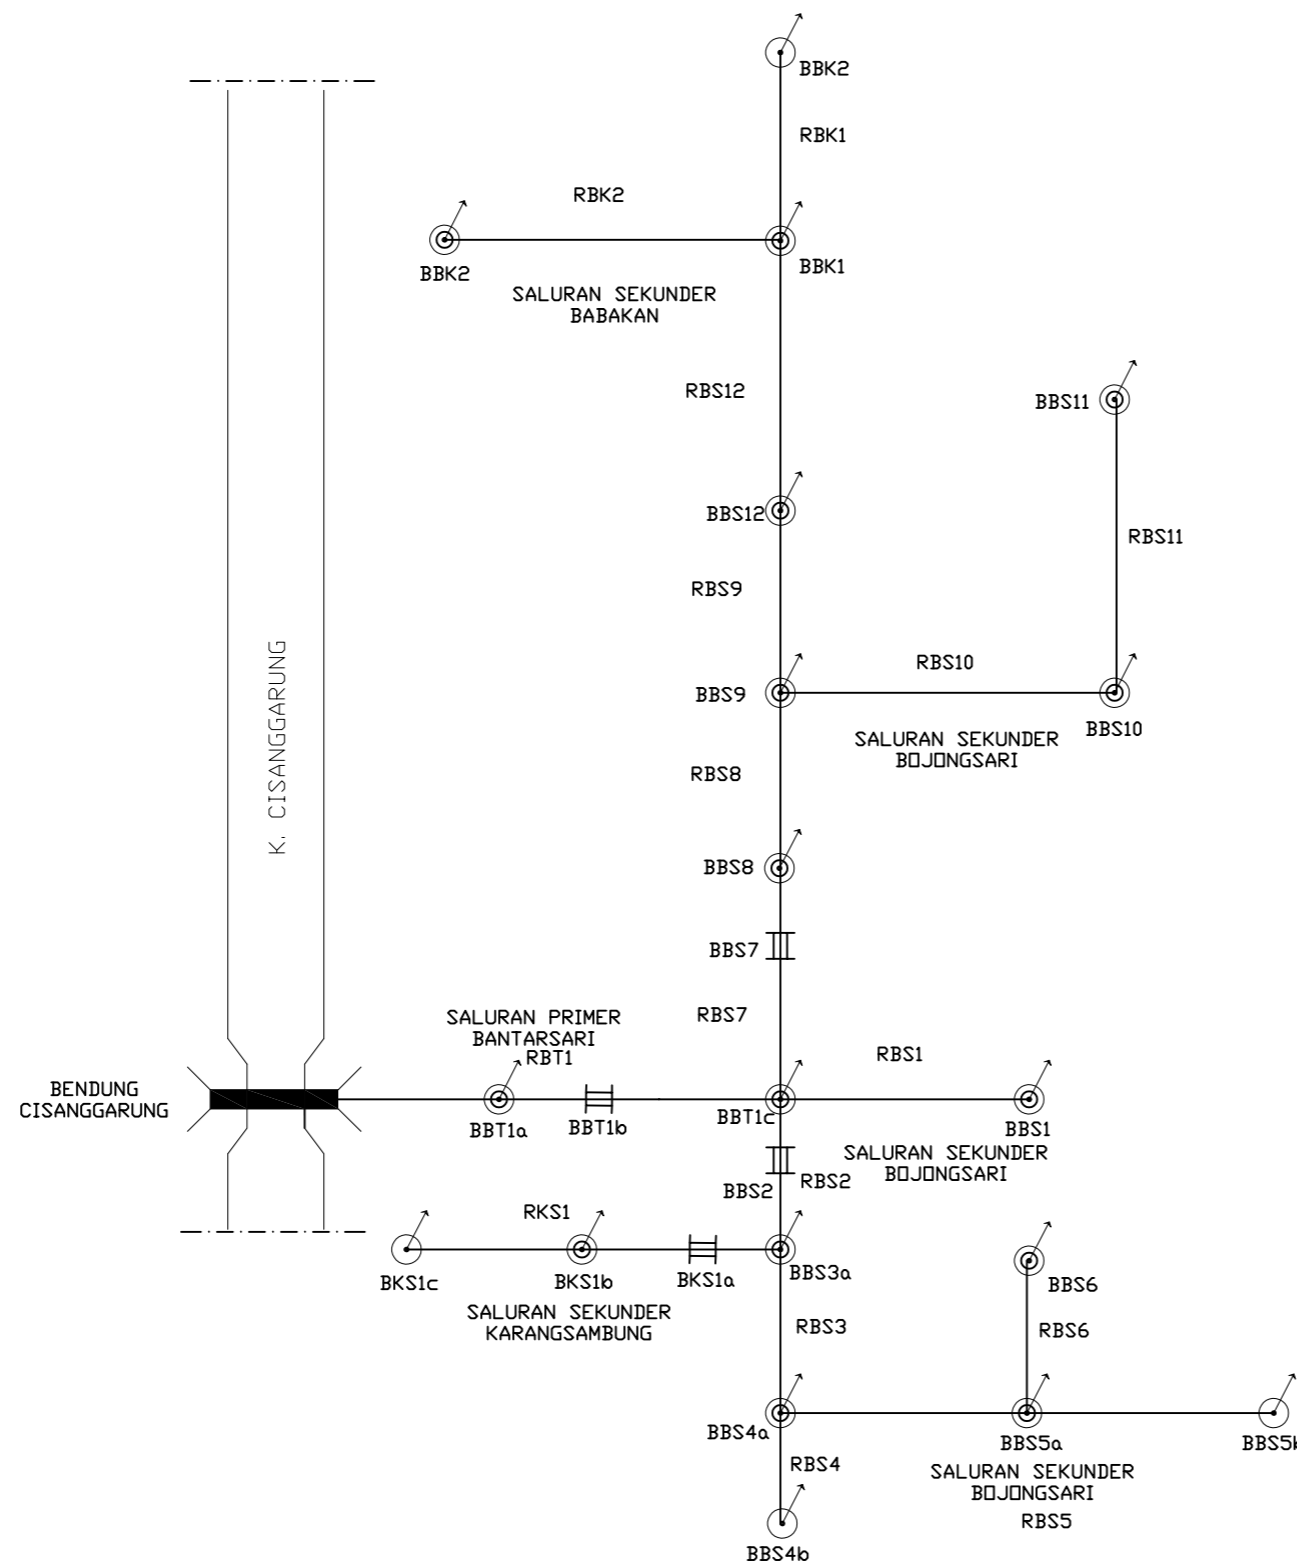 BBK2
RBK1
RBK2
BBK2
BBK1
SALURAN SEKUNDER
BABAKAN
RBS12
BBS11
BBS12
RBS11
RBS9
K. CISANGGARUNG
RBS10
BBS9
BBS10
SALURAN SEKUNDER
BOJONGSARI
RBS8
BBS8
BBS7
SALURAN PRIMER
BANTARSARI
RBT1
RBS7
RBS1
BENDUNG
CISANGGARUNG
BBT1a
BBT1b
BBT1c
BBS1
SALURAN SEKUNDER
BOJONGSARI
BBS2
RBS2
RKS1
BKS1c
BKS1b
BKS1a
BBS3a
SALURAN SEKUNDER
KARANGSAMBUNG
BBS6
RBS3
RBS6
BBS4a
BBS5a
SALURAN SEKUNDER
BOJONGSARI
RBS5
RBS4
BBS4b